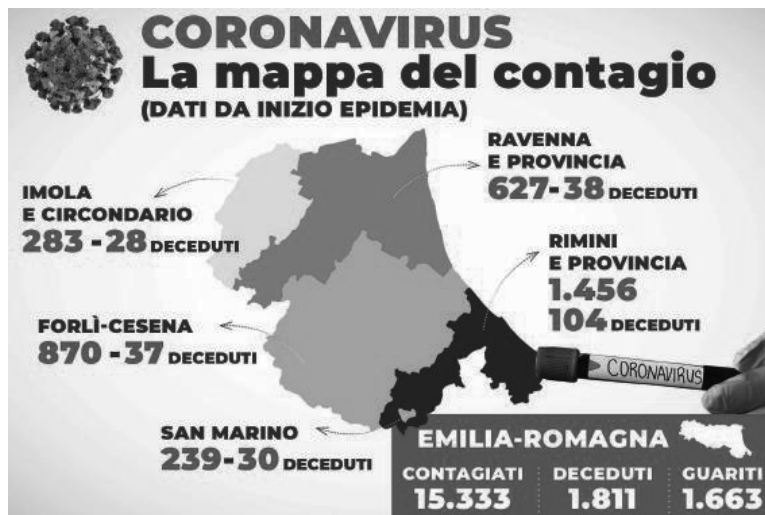 CORONAVIRUS
La mappa del contagio
(DATI DA INIZIO EPIDEMIA)
RAVENNA
E PROVINCIA
627-38 DECEDUTI
IMOLA
E CIRCONDARIO
283 - 28 DECEDUTI
RIMINI
E PROVINCIA
1.456
104 DECEDUTI
FORLÌ-CESENA
870 - 37 DECEDUTI
CORONAVIRUS
SAN MARINO
239-30 DECEDUTI
EMILIA-ROMAGNA
CONTAGIATI DECEDUTI GUARITI
15.333 1.811 1.663